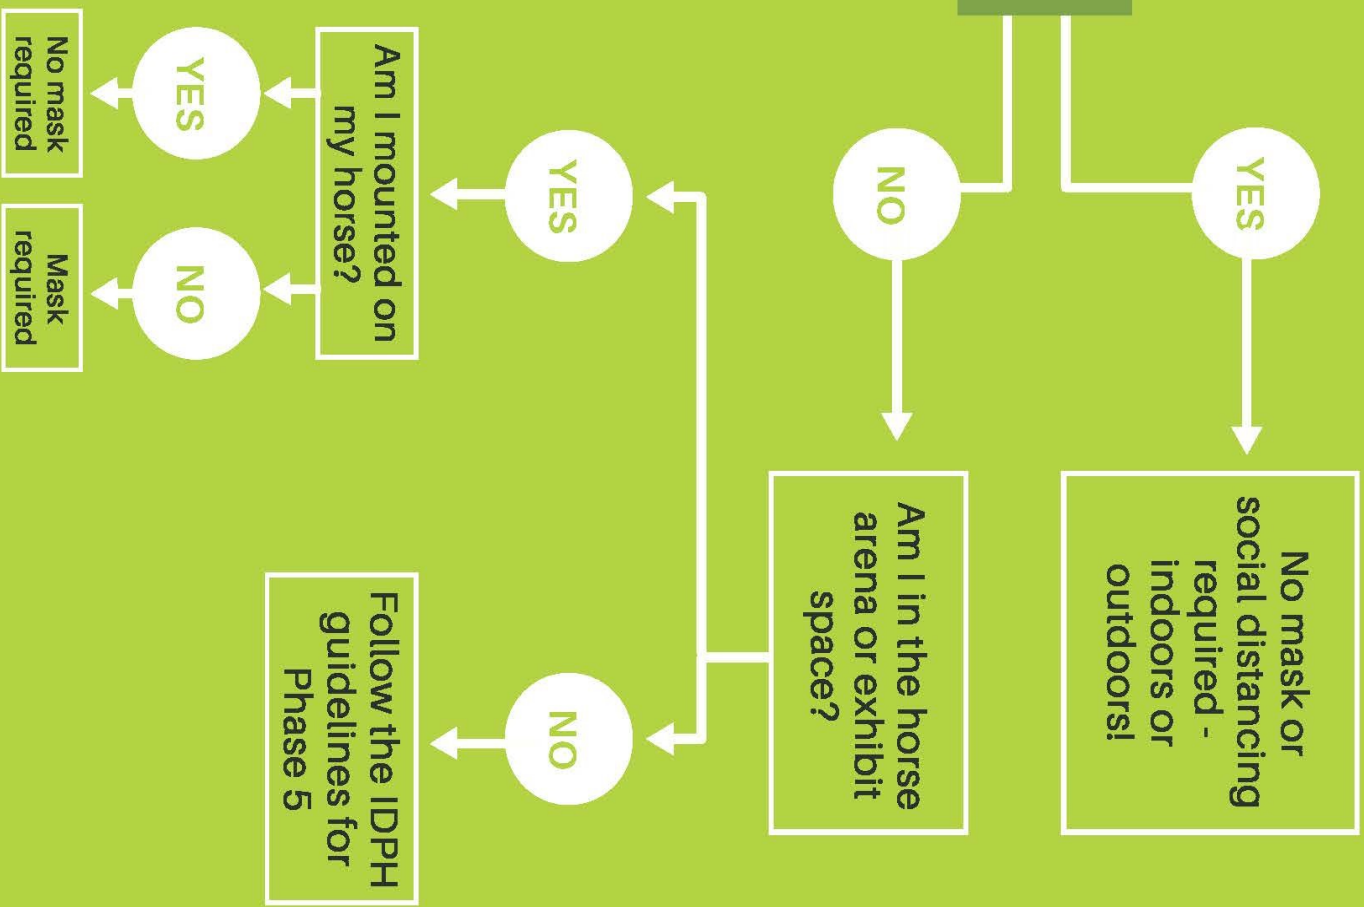 YES
No mask or
social distancing
required -
indoors or
outdoors!
NO
Am I in the horse
arena or exhibit
space?
YES
NO
Am I mounted on
my horse?
Follow the IDPH
guidelines for
Phase 5
YES
NO
No mask
required
Mask
required